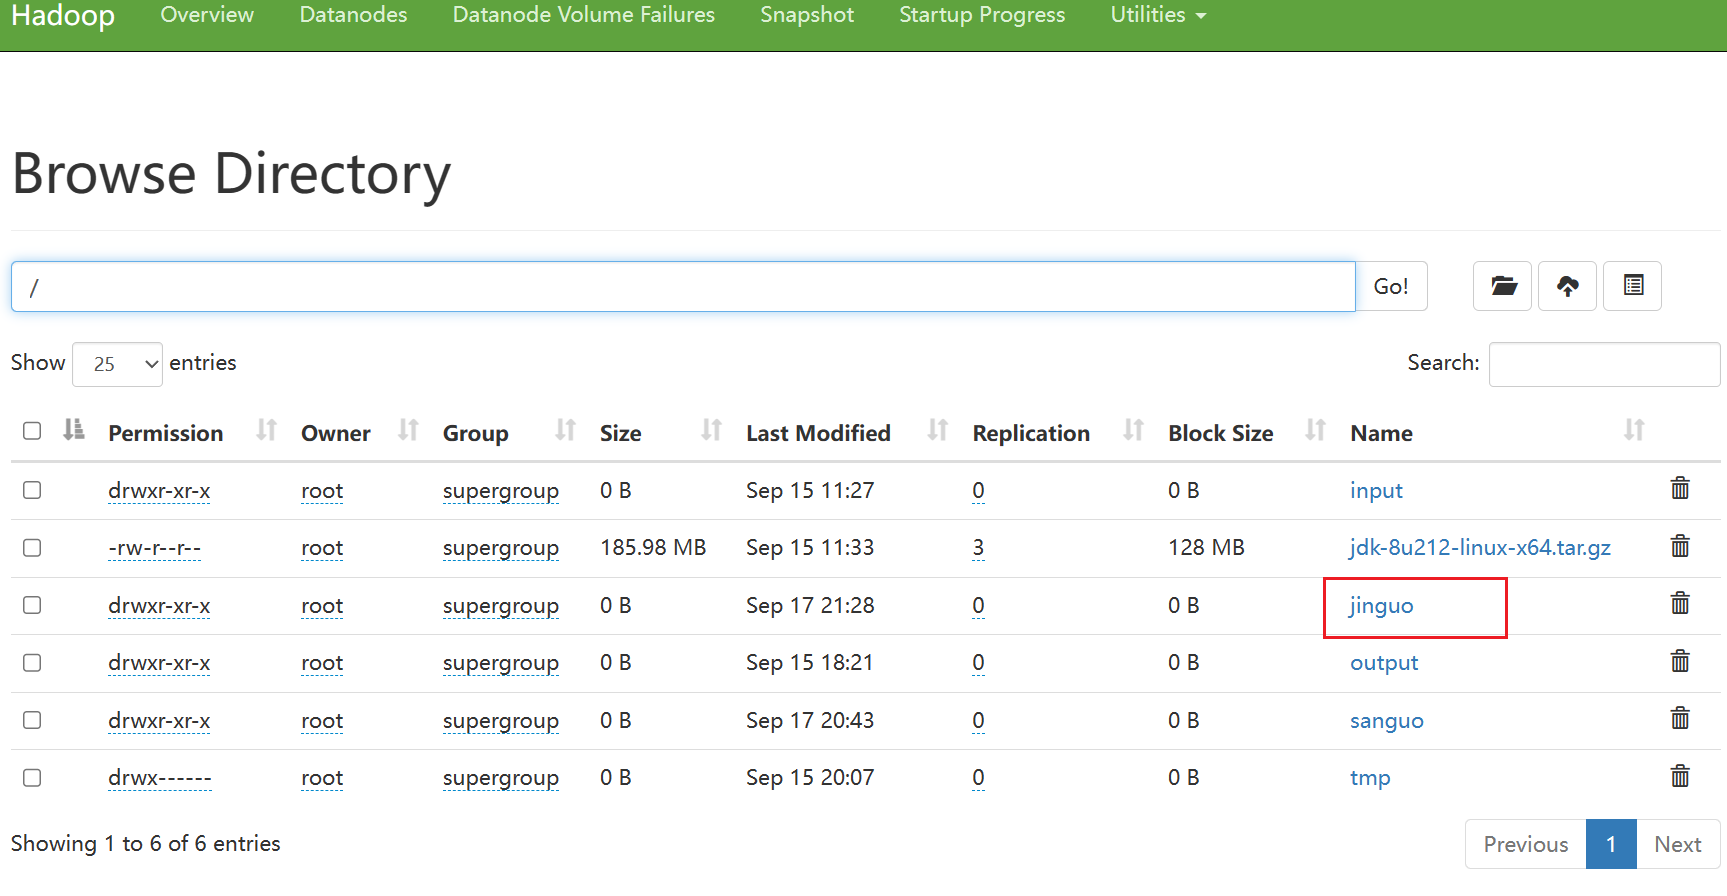 Hadoop Overview Datanodes Datanode Volume Failures Snapshot Startup Progress Utilities
Browse Directory
/ Go!
Show 25 entries Search:
Permission Owner Group Size Last Modified Replication Block Size Name
drwxr-xr-x root supergroup 0 B Sep 15 11:27 0 0 B input
-rw-r--r-- root supergroup 185.98 MB Sep 15 11:33 3 128 MB jdk-8u212-linux-x64.tar.gz
drwxr-xr-x root supergroup 0 B Sep 17 21:28 0 0 B jinguo
drwxr-xr-x root supergroup 0 B Sep 15 18:21 0 0 B output
drwxr-xr-x root supergroup 0 B Sep 17 20:43 0 0 B sanguo
drwx------ root supergroup 0 B Sep 15 20:07 0 0 B tmp
Showing 1 to 6 of 6 entries Previous 1 Next